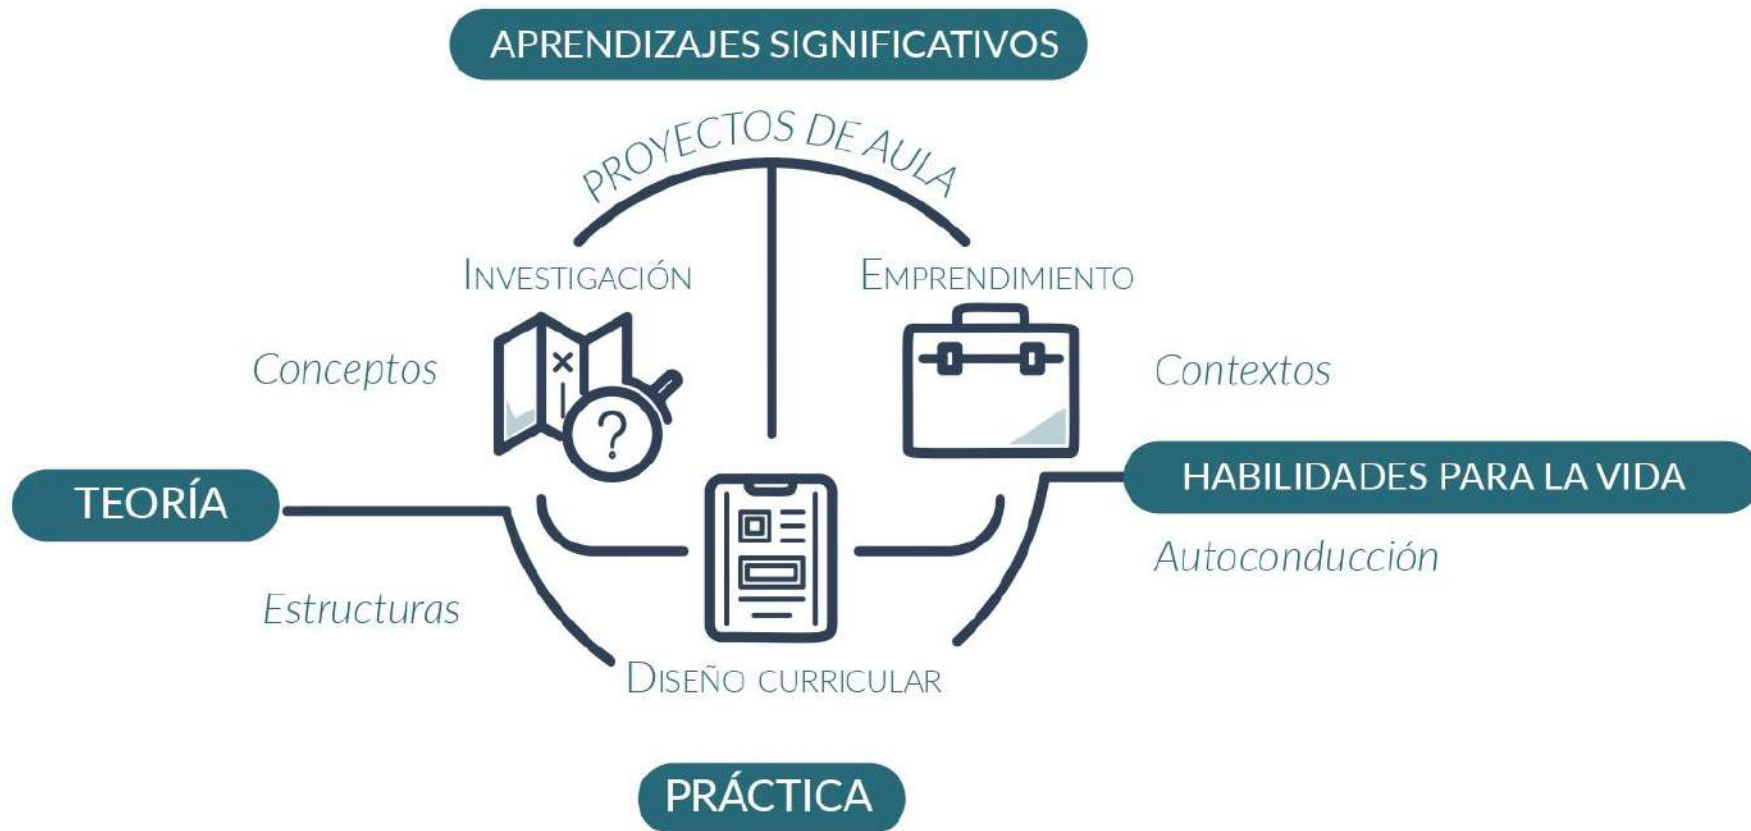 APRENDIZAJES SIGNIFICATIVOS
PROYECTOS DE AULA
INVESTIGACIÓN
EMPRENDIMIENTO
Conceptos
X
?
Contextos
TEORÍA
HABILIDADES PARA LA VIDA
Autoconducción
Estructuras
DISEÑO CURRICULAR
PRÁCTICA